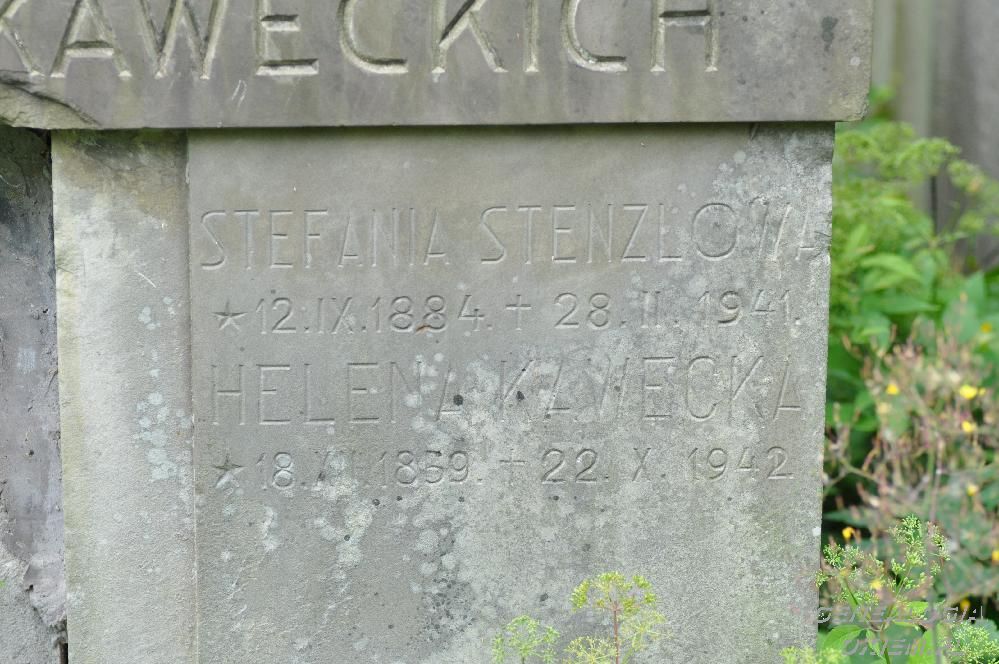 KAWECKICH
STEFANIA STENZLOWA
*12.IX.1884. + 28.II.1941.
HELENA KAWECKA
*18.XI.1859. + 22.X.1942.